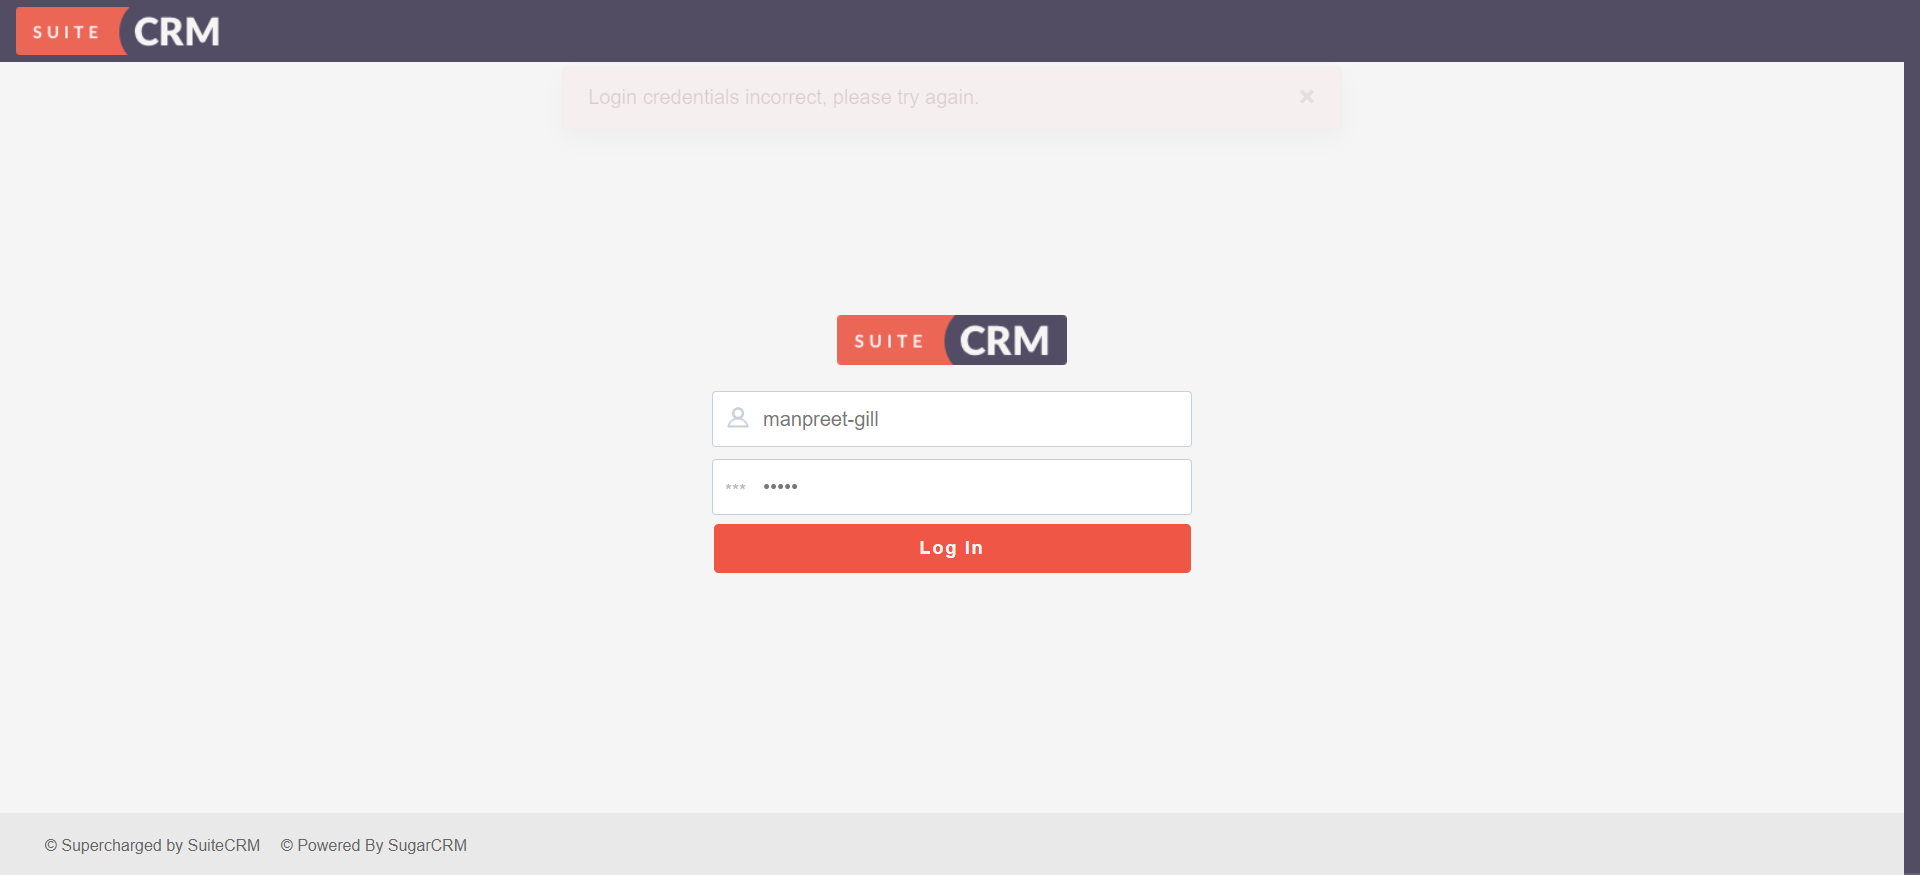 SUITE CRM
Login credentials incorrect, please try again. ×
SUITE CRM
manpreet-gill
*** •••••
Log In
© Supercharged by SuiteCRM © Powered By SugarCRM